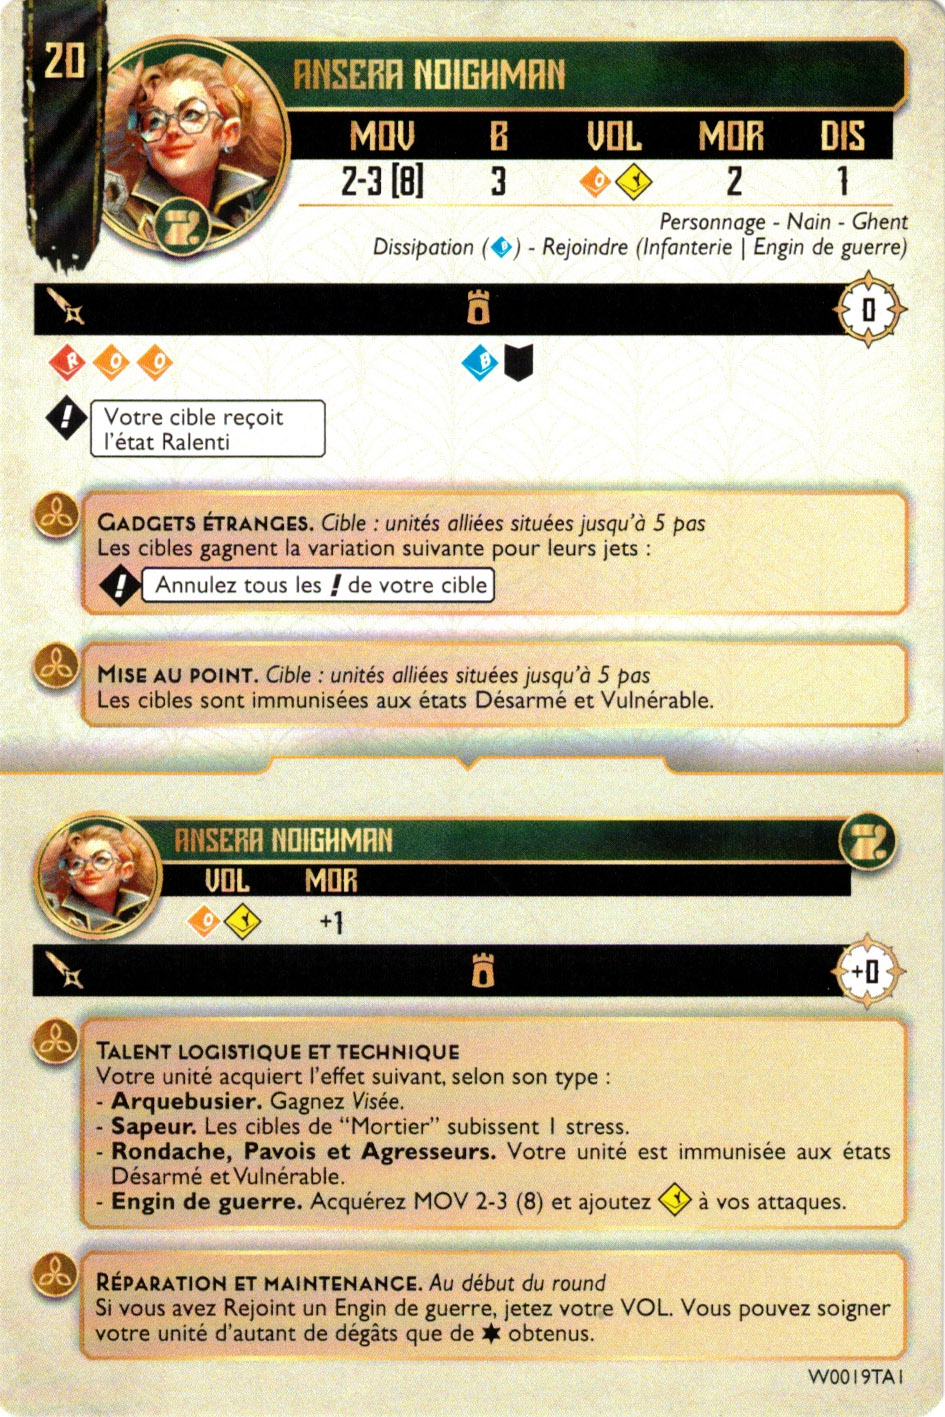 20
ANSERA NOIGHMAN
MOV B VOL MOR DIS
2-3 [8] 3 O Y 2 1
Personnage - Nain - Ghent
Dissipation (B) - Rejoindre (Infanterie | Engin de guerre)
0
R O O B
! Votre cible reçoit
l'état Ralenti
GADGETS ÉTRANGES. Cible : unités alliées situées jusqu'à 5 pas
Les cibles gagnent la variation suivante pour leurs jets :
! Annulez tous les ! de votre cible
MISE AU POINT. Cible : unités alliées situées jusqu'à 5 pas
Les cibles sont immunisées aux états Désarmé et Vulnérable.
ANSERA NOIGHMAN
VOL MOR
O Y +1
+0
TALENT LOGISTIQUE ET TECHNIQUE
Votre unité acquiert l'effet suivant, selon son type :
- Arquebusier. Gagnez Visée.
- Sapeur. Les cibles de "Mortier" subissent 1 stress.
- Rondache, Pavois et Agresseurs. Votre unité est immunisée aux états
Désarmé et Vulnérable.
- Engin de guerre. Acquérez MOV 2-3 (8) et ajoutez Y à vos attaques.
RÉPARATION ET MAINTENANCE. Au début du round
Si vous avez Rejoint un Engin de guerre, jetez votre VOL. Vous pouvez soigner
votre unité d'autant de dégâts que de ✶ obtenus.
W0019TA1